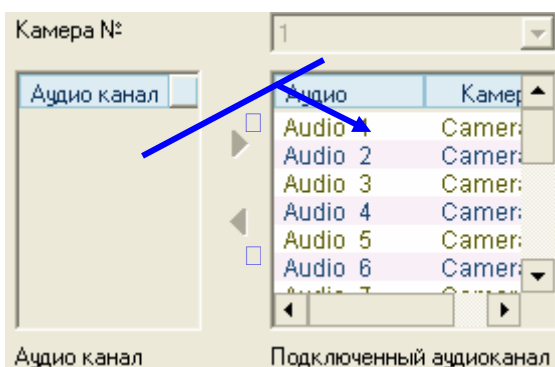 Камера № 1
Аудио канал
Аудио Камер
Audio 1 Camera
Audio 2 Camera
Audio 3 Camera
Audio 4 Camera
Audio 5 Camera
Audio 6 Camera
Аудио канал Подключенный аудиоканал